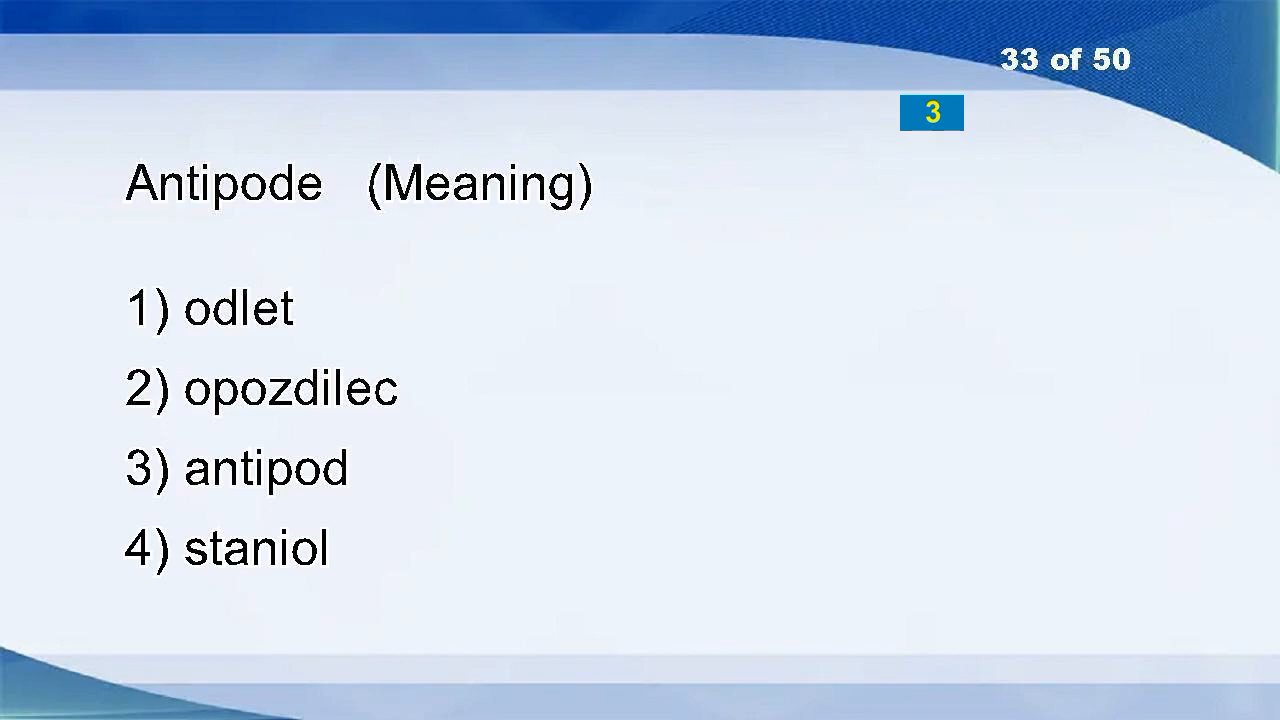 33 of 50
3
Antipode (Meaning)
1) odlet
2) opozdilec
3) antipod
4) staniol